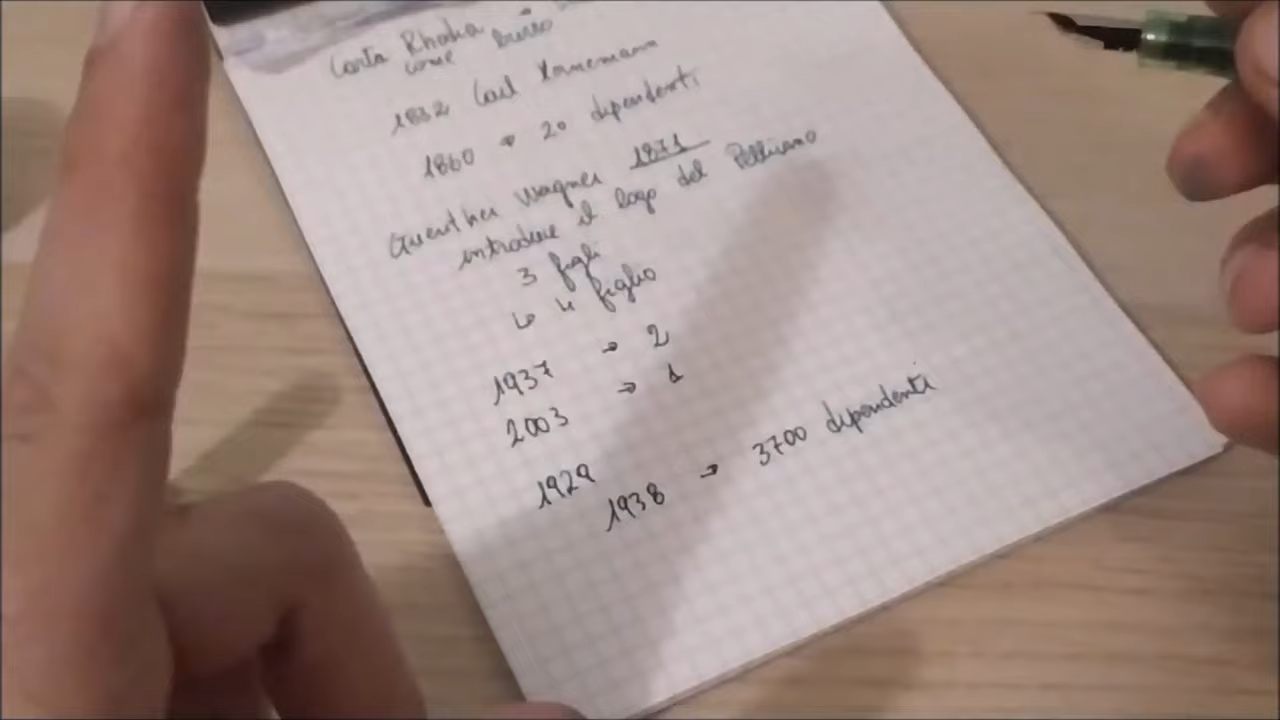 Carta Rhodia
come burro
1832 Carl Hornemann
1860 → 20 dipendenti
Guenther Wagner 1871
introduce il logo del Pellicano
3 figli
↳ 4 figlio
1937 → 2
2003 → 1
1929
1938 → 3700 dipendenti